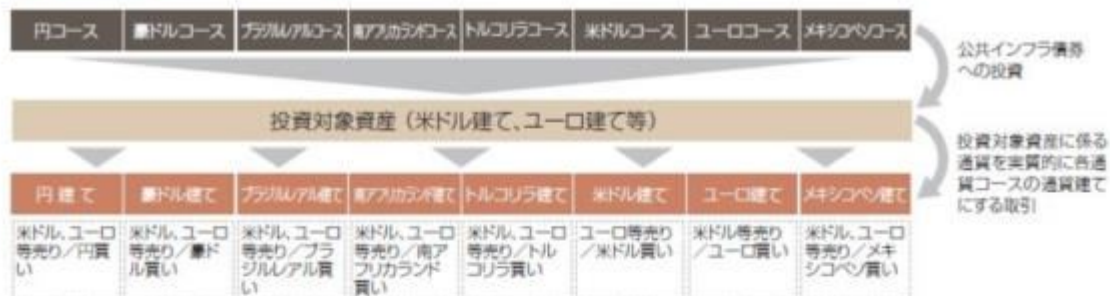 円コース
豪ドルコース
ブラジルレアルコース
南アフリカランドコース
トルコリラコース
米ドルコース
ユーロコース
メキシコペソコース
公共インフラ債券
への投資
投資対象資産（米ドル建て、ユーロ建て等）
投資対象資産に係る
通貨を実質的に各通
貨コースの通貨建て
にする取引
円建て
豪ドル建て
ブラジルレアル建て
南アフリカランド建て
トルコリラ建て
米ドル建て
ユーロ建て
メキシコペソ建て
米ドル、ユーロ
等売り／円買
い
米ドル、ユーロ
等売り／豪ド
ル買い
米ドル、ユーロ
等売り／ブラ
ジルレアル買
い
米ドル、ユーロ
等売り／南ア
フリカランド
買い
米ドル、ユーロ
等売り／トル
コリラ買い
ユーロ等売り
／米ドル買い
米ドル等売り
／ユーロ買い
米ドル、ユーロ
等売り／メキ
シコペソ買い